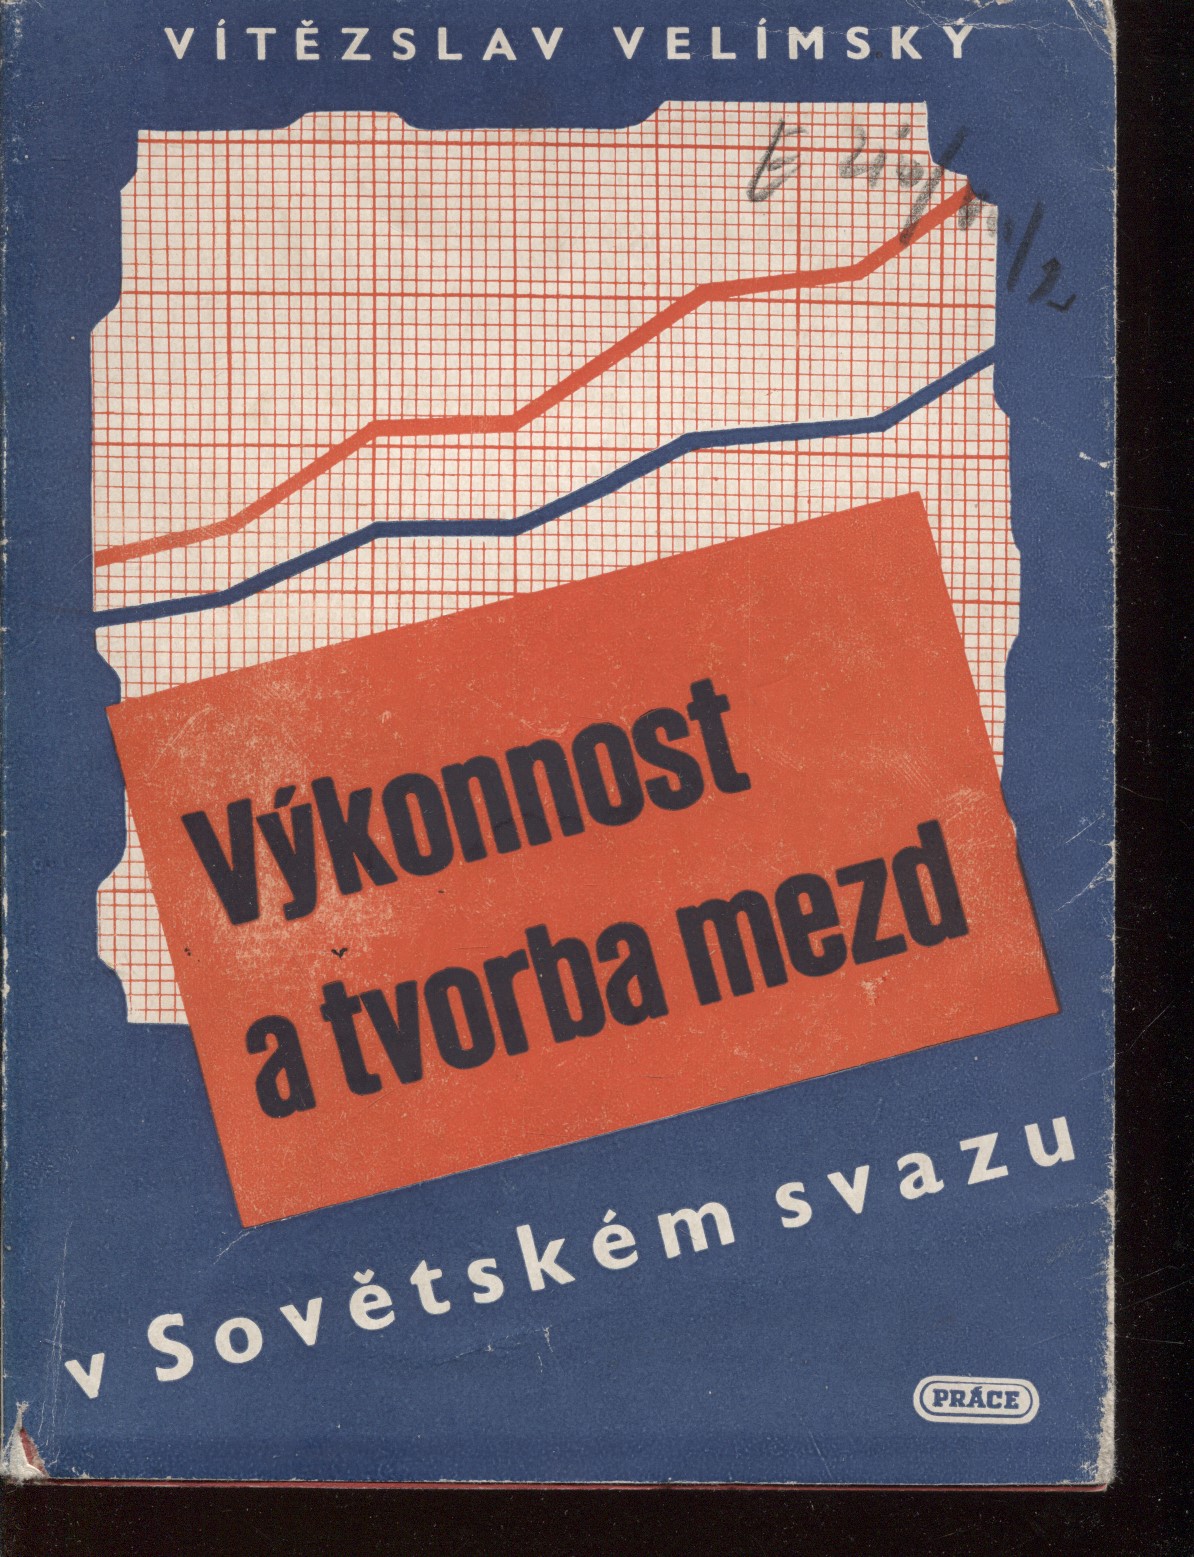 VÍTĚZSLAV VELÍMSKÝ
Výkonnost
a tvorba mezd
v Sovětském svazu
PRÁCE